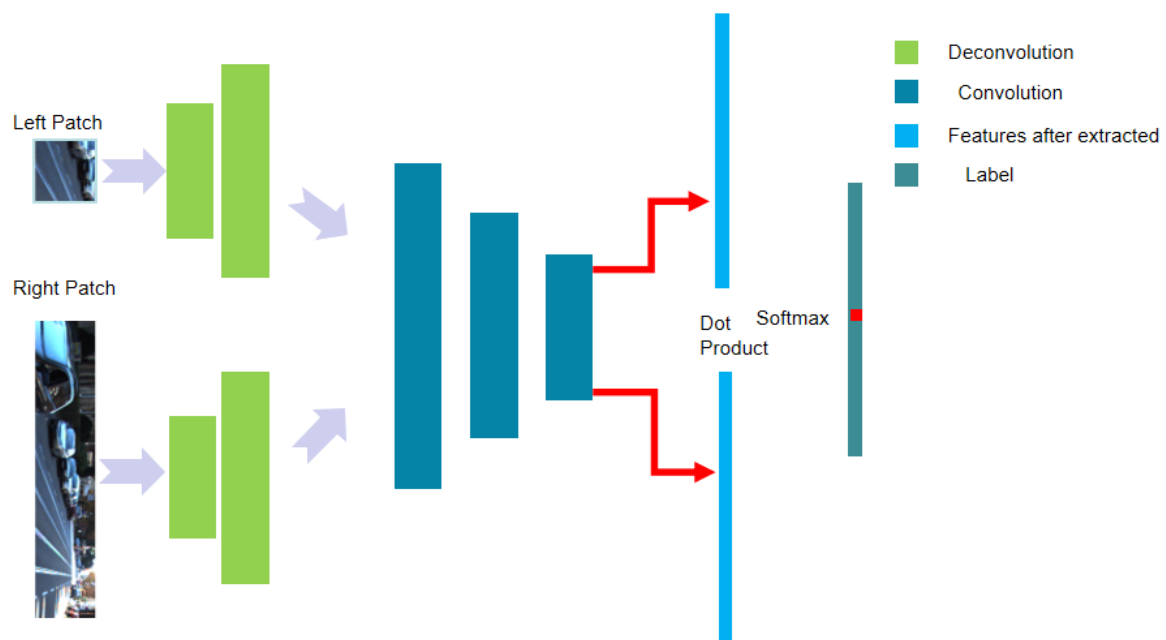 Left Patch
Right Patch
Dot
Product
Softmax
Deconvolution
Convolution
Features after extracted
Label